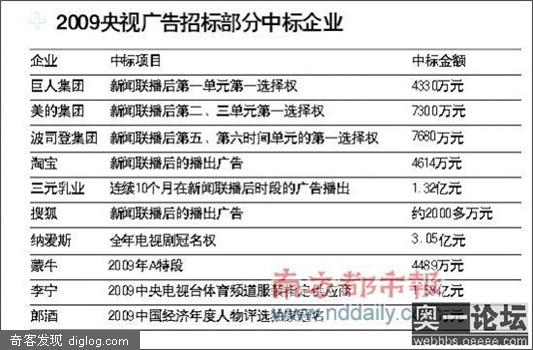 2009央视广告招标部分中标企业
企业 中标项目 中标金额
巨人集团 新闻联播后第一单元第一选择权 4330万元
美的集团 新闻联播后第二、三单元第一选择权 7300万元
波司登集团 新闻联播后第五、第六时间单元的第一选择权 7680万元
淘宝 新闻联播后的播出广告 4614万元
三元乳业 连续10个月在新闻联播后时段的广告播出 1.32亿元
搜狐 新闻联播后的播出广告 约2000多万元
纳爱斯 全年电视剧冠名权 3.05亿元
蒙牛 2009年A特段 4489万元
南方都市报
李宁 2009中央电视台体育频道服装指定供应商
www.nddaily.com
郎酒 2009中国经济年度人物评选独家冠名
奥一论坛
webbbs.oeeee.com
奇客发现 diglog.com